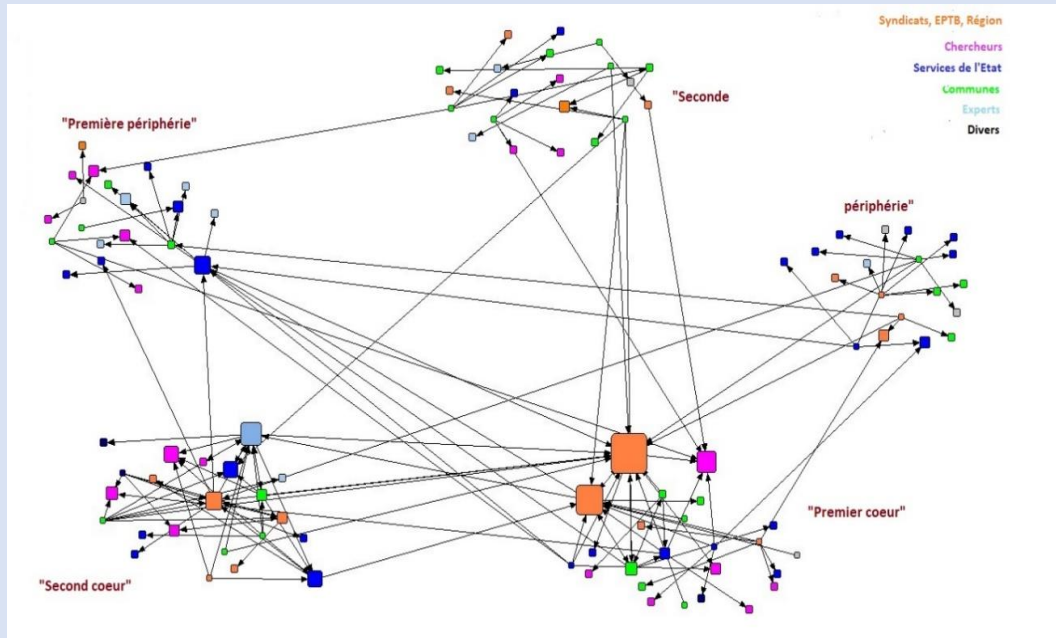 Syndicats, EPTB, Région
Chercheurs
Services de l'Etat
Communes
Experts
Divers
"Seconde
"Première périphérie"
périphérie"
"Premier coeur"
"Second coeur"